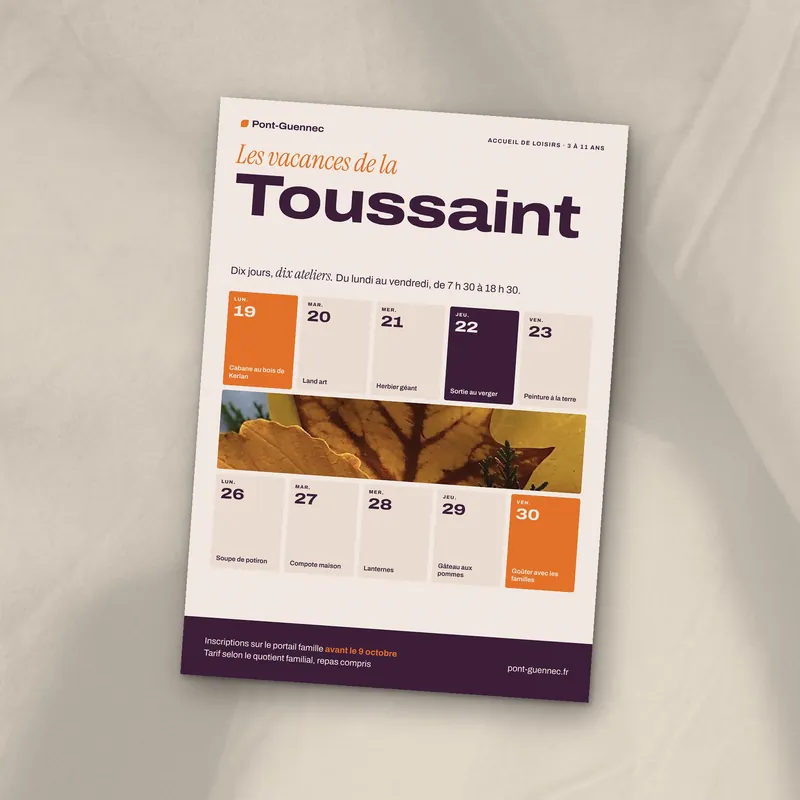 Pont-Guennec
ACCUEIL DE LOISIRS · 3 À 11 ANS
Les vacances de la
Toussaint
Dix jours, dix ateliers. Du lundi au vendredi, de 7 h 30 à 18 h 30.
LUN.
19
Cabane au bois de
Kerlan
MAR.
20
Land art
MER.
21
Herbier géant
JEU.
22
Sortie au verger
VEN.
23
Peinture à la terre
LUN.
26
Soupe de potiron
MAR.
27
Compote maison
MER.
28
Lanternes
JEU.
29
Gâteau aux
pommes
VEN.
30
Goûter avec les
familles
Inscriptions sur le portail famille avant le 9 octobre
Tarif selon le quotient familial, repas compris
pont-guennec.fr